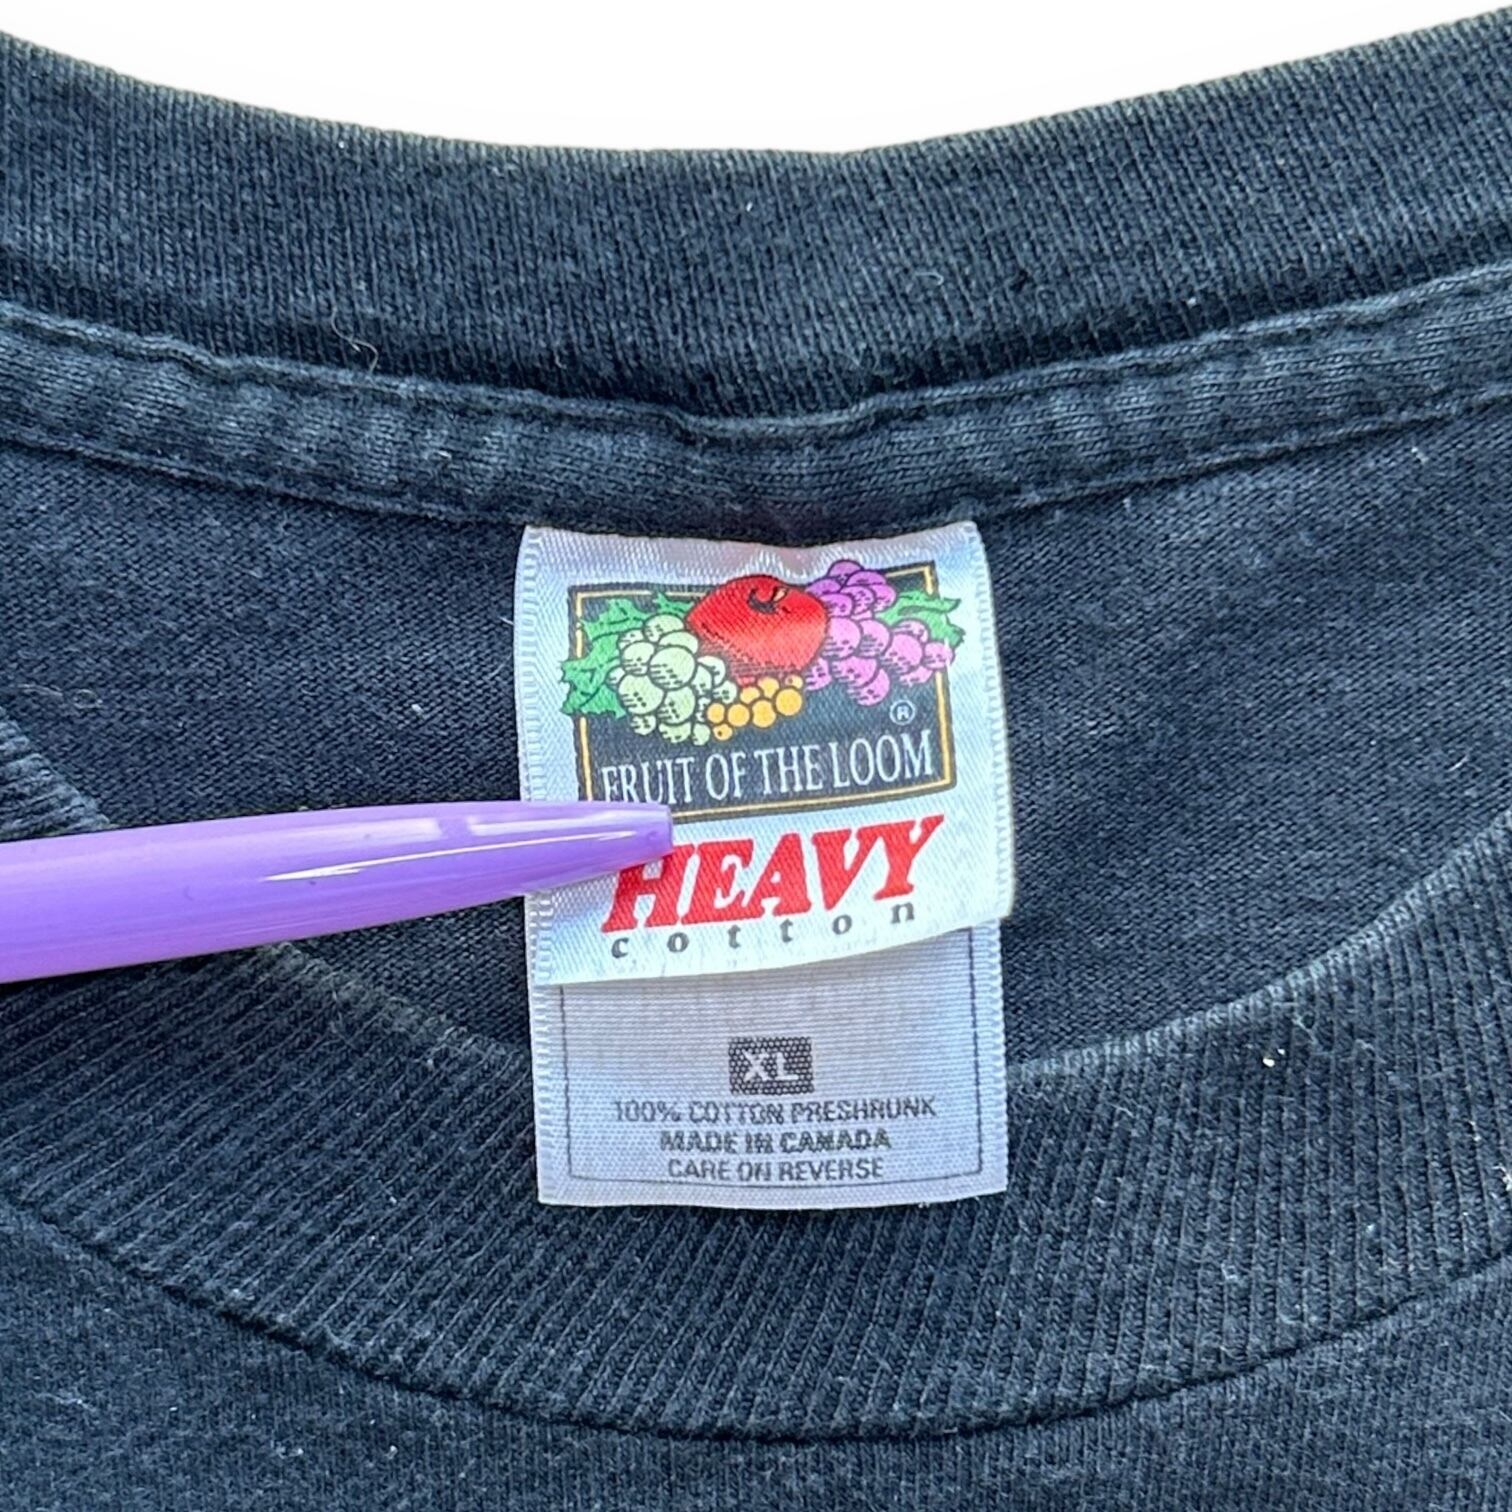 ®
FRUIT OF THE LOOM
HEAVY
cotton
XL
100% COTTON PRESHRUNK
MADE IN CANADA
CARE ON REVERSE